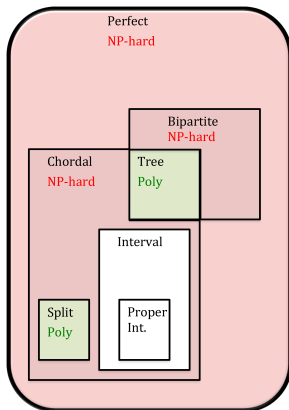 Perfect
NP-hard
Bipartite
NP-hard
Chordal
NP-hard
Tree
Poly
Interval
Split
Poly
Proper
Int.